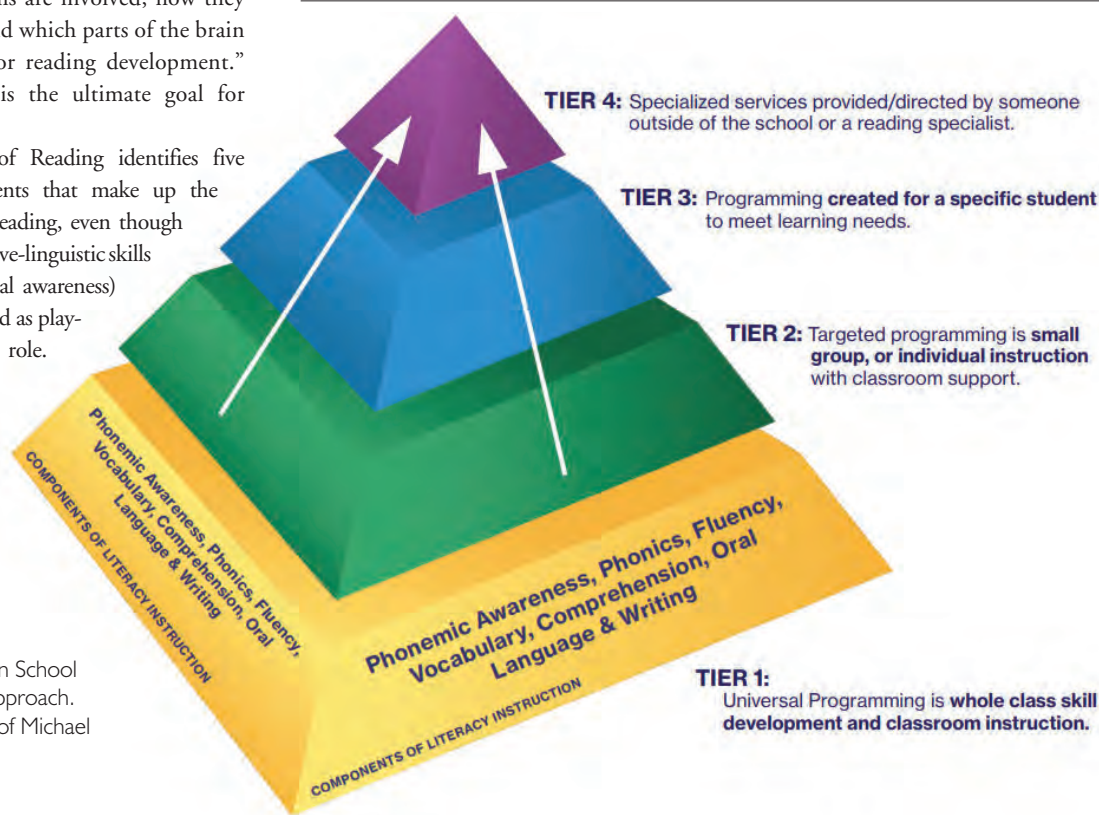 ns are involved, how they
d which parts of the brain
or reading development.”
is the ultimate goal for
of Reading identifies five
ents that make up the
eading, even though
ve-linguistic skills
al awareness)
d as play-
role.
n School
pproach.
of Michael
TIER 4: Specialized services provided/directed by someone
outside of the school or a reading specialist.
TIER 3: Programming created for a specific student
to meet learning needs.
TIER 2: Targeted programming is small
group, or individual instruction
with classroom support.
Phonemic Awareness, Phonics, Fluency,
Vocabulary, Comprehension, Oral
Language & Writing
COMPONENTS OF LITERACY INSTRUCTION
Phonemic Awareness, Phonics, Fluency,
Vocabulary, Comprehension, Oral
Language & Writing
COMPONENTS OF LITERACY INSTRUCTION
TIER 1:
Universal Programming is whole class skill
development and classroom instruction.